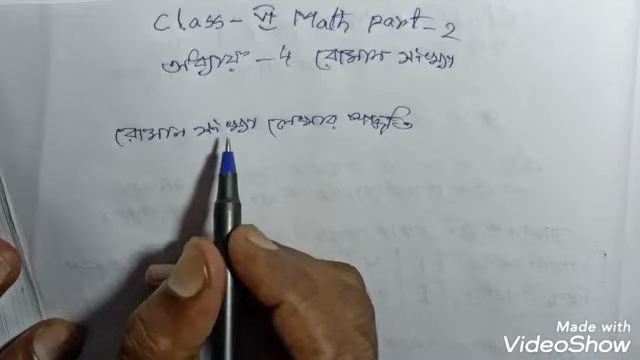 Class - VI Math part - 2
অধ্যায় - 4 রোমান সংখ্যা
রোমান সংখ্যা লেখার পদ্ধতি
Made with
VideoShow